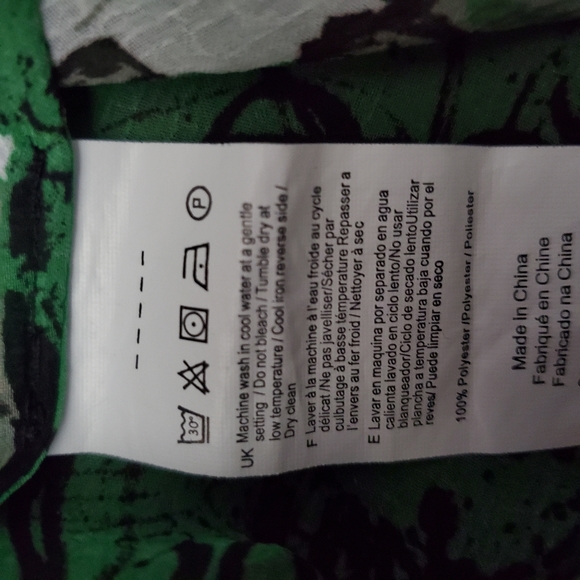 30°
P
UK Machine wash in cool water at a gentle
setting / Do not bleach / Tumble dry at
low temperature / Cool iron reverse side /
Dry clean
F Laver à la machine à l'eau froide au cycle
délicat /Ne pas javelliser/Sécher par
culbutage à basse témperature Repasser a
l'envers au fer froid / Nettoyer à sec
E Lavar en maquina por separado en agua
calienta lavado en ciclo lento/No usar
blanqueador/Ciclo de secado lentoUtilizar
plancha a temperatura baja cuando por el
reves/ Puede limpiar en seco
100% Polyester /Polyester / Poliester
Made in China
Fabriqué en Chine
Fabricado na China